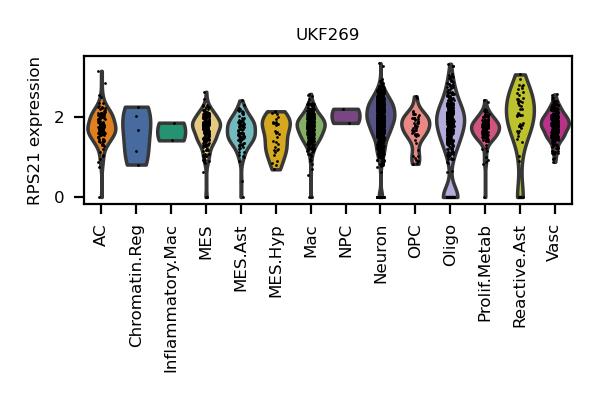 UKF269
RPS21 expression
2
0
AC
Chromatin.Reg
Inflammatory.Mac
MES
MES.Ast
MES.Hyp
Mac
NPC
Neuron
OPC
Oligo
Prolif.Metab
Reactive.Ast
Vasc